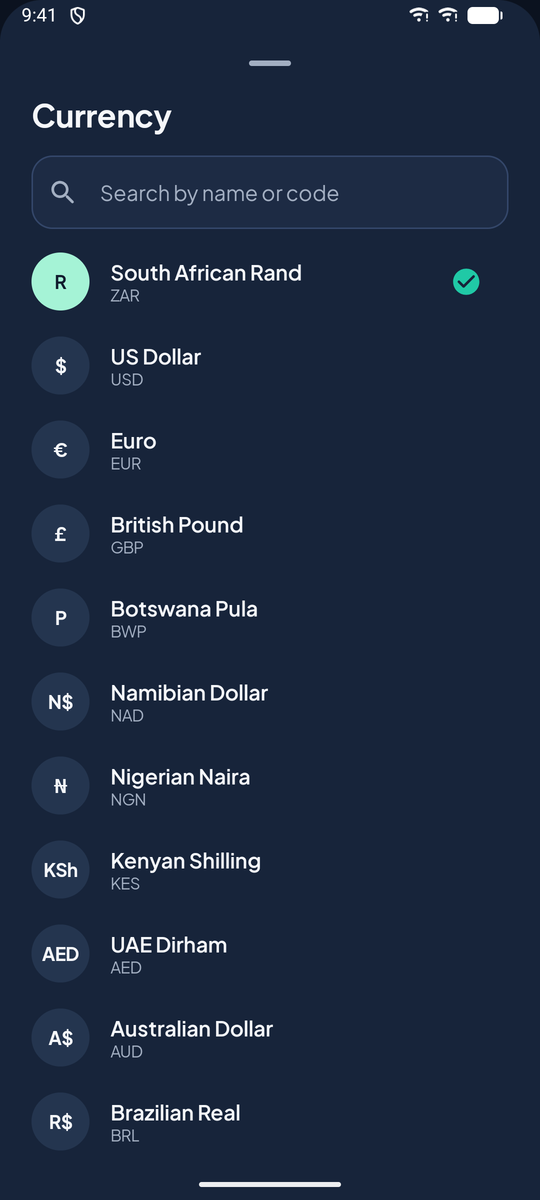 9:41
Currency
Search by name or code
R
South African Rand
ZAR
$
US Dollar
USD
€
Euro
EUR
£
British Pound
GBP
P
Botswana Pula
BWP
N$
Namibian Dollar
NAD
₦
Nigerian Naira
NGN
KSh
Kenyan Shilling
KES
AED
UAE Dirham
AED
A$
Australian Dollar
AUD
R$
Brazilian Real
BRL